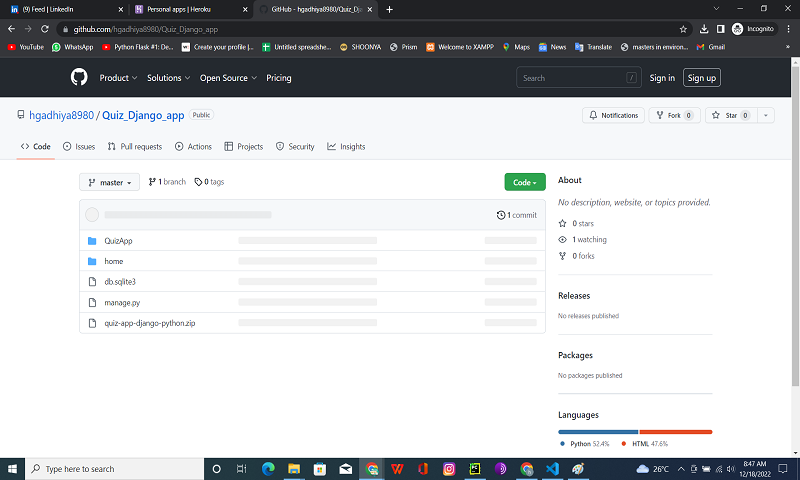 (9) Feed | LinkedIn
Personal apps | Heroku
GitHub - hgadhiya8980/Quiz_Dj
github.com/hgadhiya8980/Quiz_Django_app
Incognito
YouTube
WhatsApp
Python Flask #1: De...
Create your profile |...
Untitled spreadshe...
SHOONYA
Prism
Welcome to XAMPP
Maps
News
Translate
masters in environ...
Gmail
Product
Solutions
Open Source
Pricing
Search
/
Sign in
Sign up
hgadhiya8980 / Quiz_Django_app
Public
Notifications
Fork 0
Star 0
Code
Issues
Pull requests
Actions
Projects
Security
Insights
master
1 branch
0 tags
Code
1 commit
QuizApp
home
db.sqlite3
manage.py
quiz-app-django-python.zip
About
No description, website, or topics provided.
0 stars
1 watching
0 forks
Releases
No releases published
Packages
No packages published
Languages
Python 52.4%
HTML 47.6%
Type here to search
26°C
8:47 AM
12/18/2022